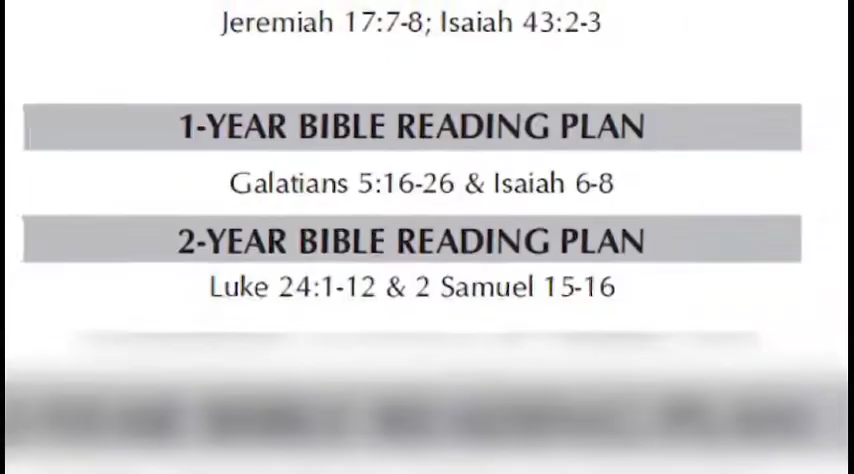 Jeremiah 17:7-8; Isaiah 43:2-3
1-YEAR BIBLE READING PLAN
Galatians 5:16-26 & Isaiah 6-8
2-YEAR BIBLE READING PLAN
Luke 24:1-12 & 2 Samuel 15-16